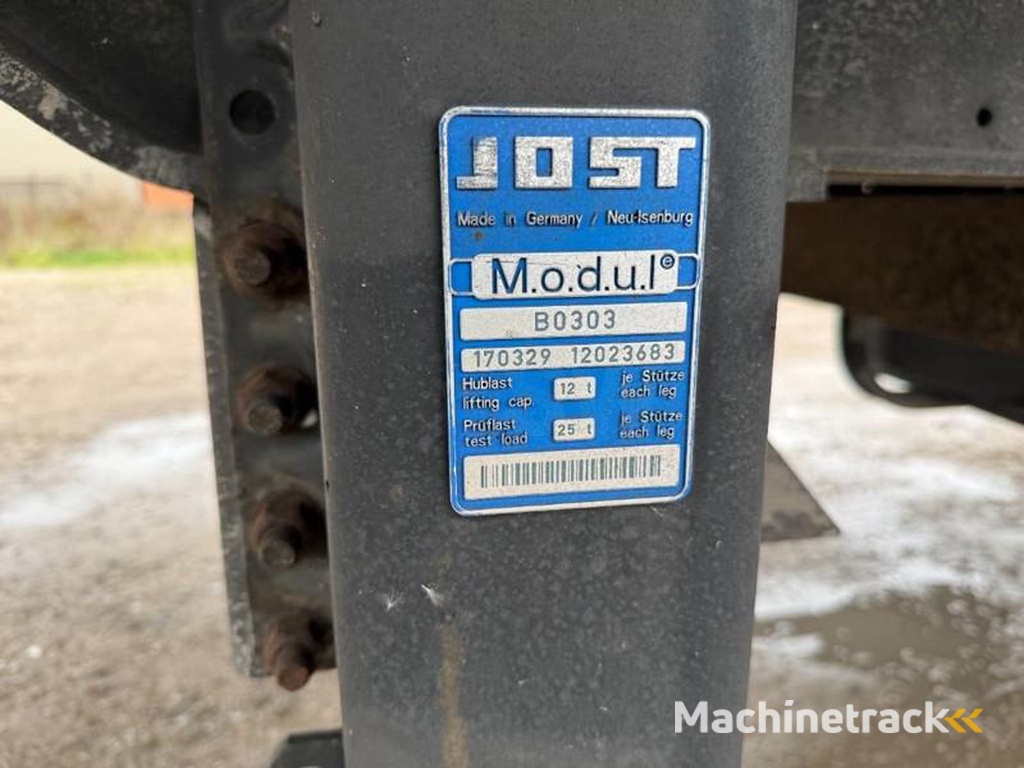 JOST
Made in Germany / Neu-Isenburg
M.o.d.u.l e
B0303
170329 12023683
Hublast 12 t je Stütze
lifting cap each leg
Prüflast 25 t je Stütze
test load each leg
Machinetrack